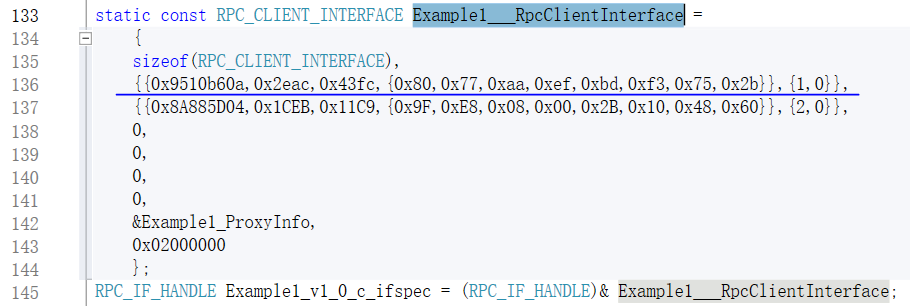 133 static const RPC_CLIENT_INTERFACE Example1___RpcClientInterface =
134 {
135 sizeof(RPC_CLIENT_INTERFACE),
136 {{0x9510b60a,0x2eac,0x43fc,{0x80,0x77,0xaa,0xef,0xbd,0xf3,0x75,0x2b}},{1,0}},
137 {{0x8A885D04,0x1CEB,0x11C9,{0x9F,0xE8,0x08,0x00,0x2B,0x10,0x48,0x60}},{2,0}},
138 0,
139 0,
140 0,
141 0,
142 &Example1_ProxyInfo,
143 0x02000000
144 };
145 RPC_IF_HANDLE Example1_v1_0_c_ifspec = (RPC_IF_HANDLE)& Example1___RpcClientInterface;